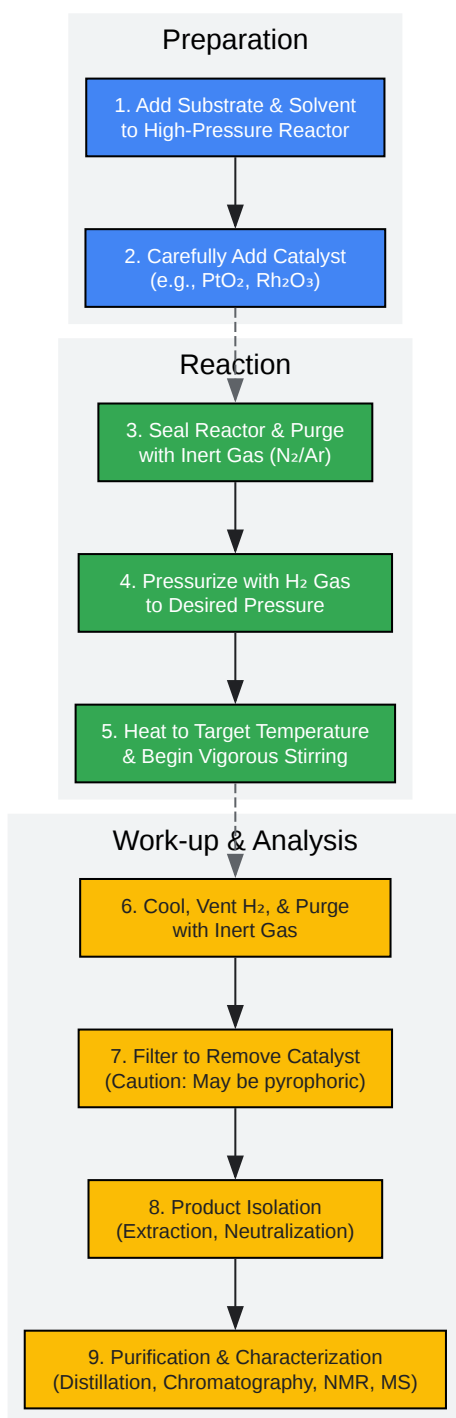 Preparation
1. Add Substrate & Solvent
to High-Pressure Reactor
2. Carefully Add Catalyst
(e.g., PtO₂, Rh₂O₃)
Reaction
3. Seal Reactor & Purge
with Inert Gas (N₂/Ar)
4. Pressurize with H₂ Gas
to Desired Pressure
5. Heat to Target Temperature
& Begin Vigorous Stirring
Work-up & Analysis
6. Cool, Vent H₂, & Purge
with Inert Gas
7. Filter to Remove Catalyst
(Caution: May be pyrophoric)
8. Product Isolation
(Extraction, Neutralization)
9. Purification & Characterization
(Distillation, Chromatography, NMR, MS)